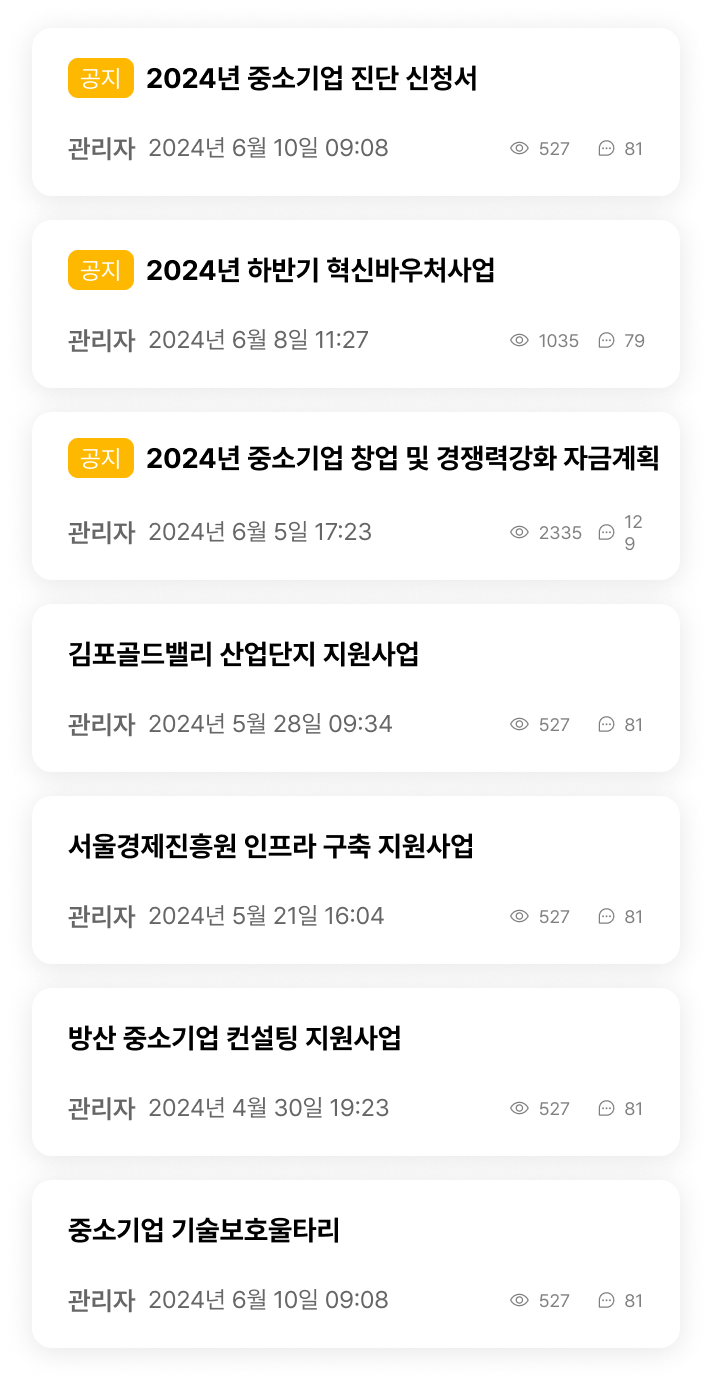 공지 2024년 중소기업 진단 신청서
관리자 2024년 6월 10일 09:08 527 81
공지 2024년 하반기 혁신바우처사업
관리자 2024년 6월 8일 11:27 1035 79
공지 2024년 중소기업 창업 및 경쟁력강화 자금계획
관리자 2024년 6월 5일 17:23 2335 12
9
김포골드밸리 산업단지 지원사업
관리자 2024년 5월 28일 09:34 527 81
서울경제진흥원 인프라 구축 지원사업
관리자 2024년 5월 21일 16:04 527 81
방산 중소기업 컨설팅 지원사업
관리자 2024년 4월 30일 19:23 527 81
중소기업 기술보호울타리
관리자 2024년 6월 10일 09:08 527 81